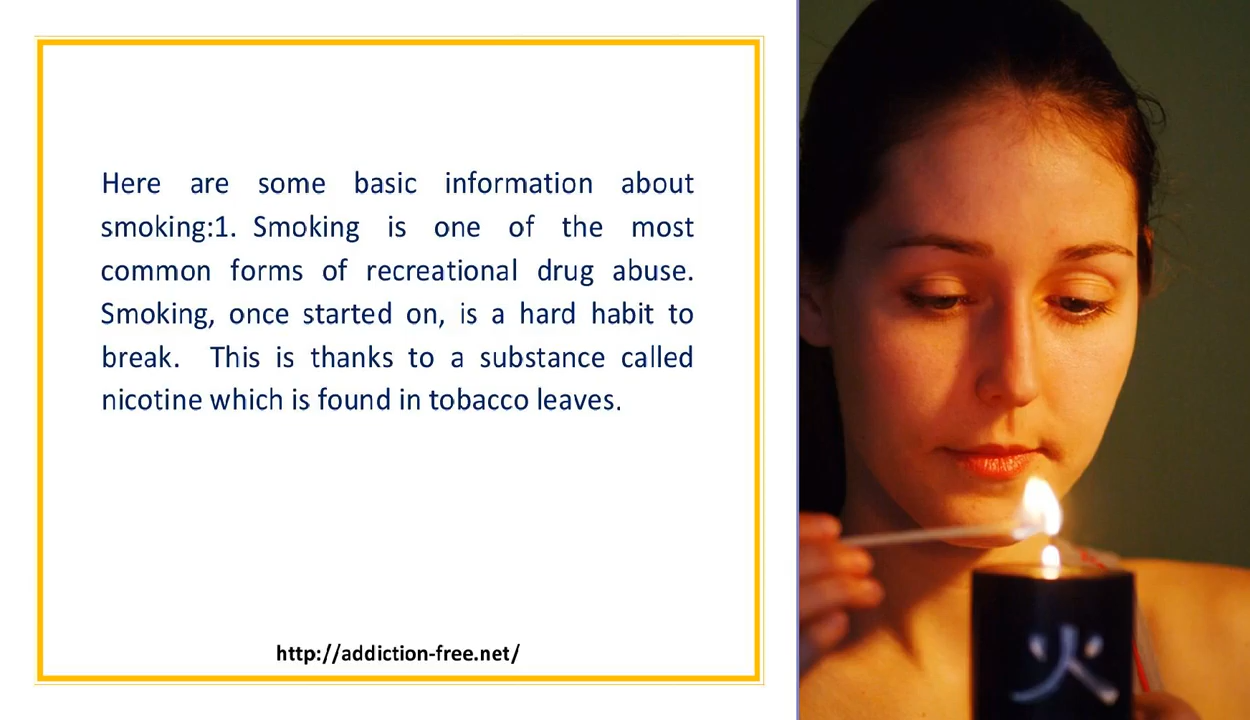 Here are some basic information about
smoking:1. Smoking is one of the most
common forms of recreational drug abuse.
Smoking, once started on, is a hard habit to
break. This is thanks to a substance called
nicotine which is found in tobacco leaves.
http://addiction-free.net/
火